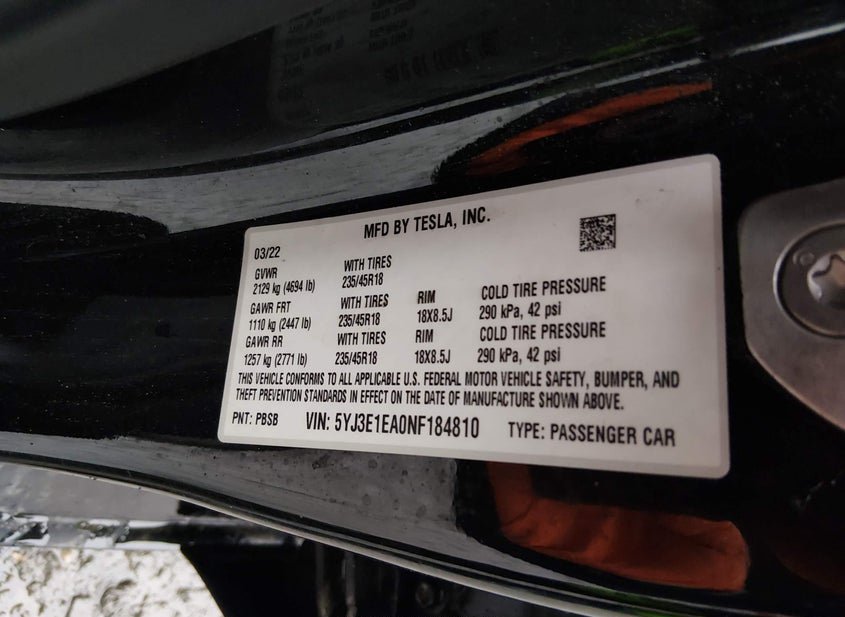 MFD BY TESLA, INC.
03/22
GVWR WITH TIRES
2129 kg (4694 lb) 235/45R18
GAWR FRT WITH TIRES RIM COLD TIRE PRESSURE
1110 kg (2447 lb) 235/45R18 18X8.5J 290 kPa, 42 psi
GAWR RR WITH TIRES RIM COLD TIRE PRESSURE
1257 kg (2771 lb) 235/45R18 18X8.5J 290 kPa, 42 psi
THIS VEHICLE CONFORMS TO ALL APPLICABLE U.S. FEDERAL MOTOR VEHICLE SAFETY, BUMPER, AND
THEFT PREVENTION STANDARDS IN EFFECT ON THE DATE OF MANUFACTURE SHOWN ABOVE.
PNT: PBSB VIN: 5YJ3E1EA0NF184810 TYPE: PASSENGER CAR